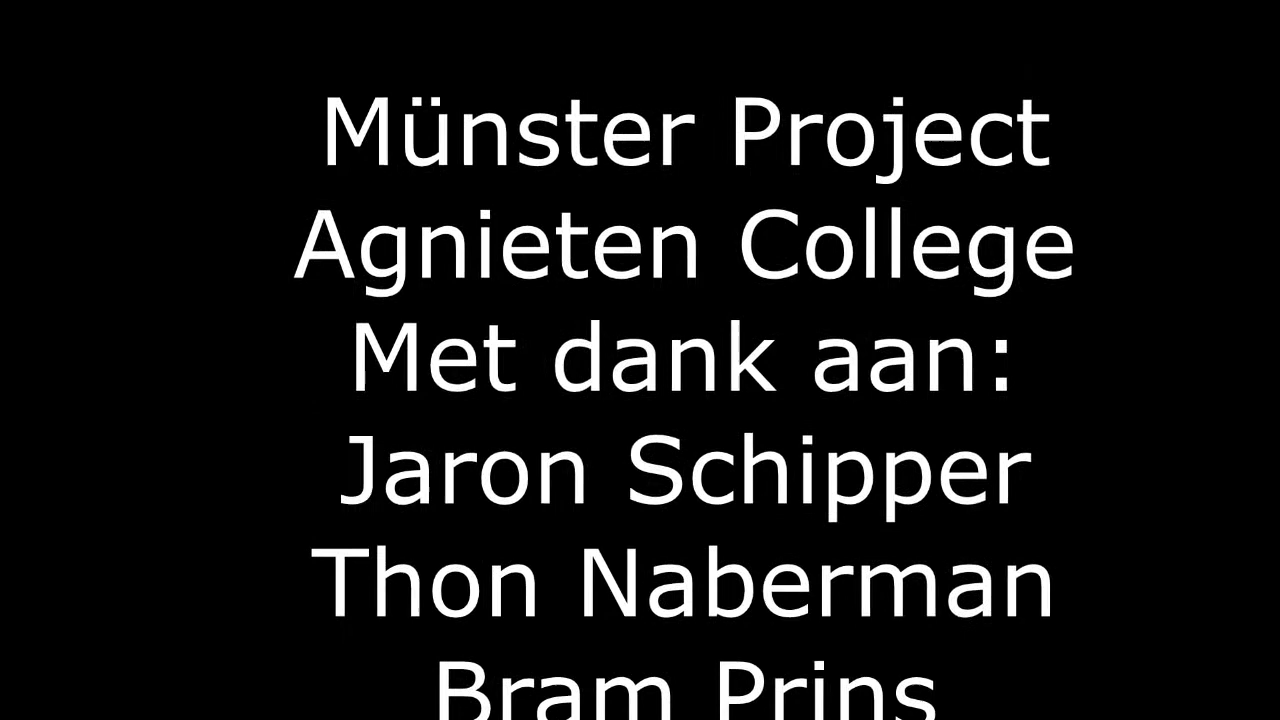 Münster Project
Agnieten College
Met dank aan:
Jaron Schipper
Thon Naberman
Bram Prins